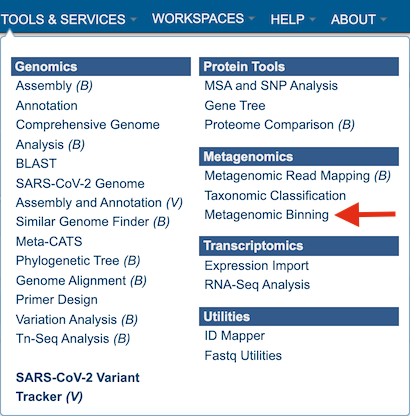 TOOLS & SERVICES WORKSPACES HELP ABOUT
Genomics
Assembly (B)
Annotation
Comprehensive Genome
Analysis (B)
BLAST
SARS-CoV-2 Genome
Assembly and Annotation (V)
Similar Genome Finder (B)
Meta-CATS
Phylogenetic Tree (B)
Genome Alignment (B)
Primer Design
Variation Analysis (B)
Tn-Seq Analysis (B)
SARS-CoV-2 Variant
Tracker (V)
Protein Tools
MSA and SNP Analysis
Gene Tree
Proteome Comparison (B)
Metagenomics
Metagenomic Read Mapping (B)
Taxonomic Classification
Metagenomic Binning
Transcriptomics
Expression Import
RNA-Seq Analysis
Utilities
ID Mapper
Fastq Utilities